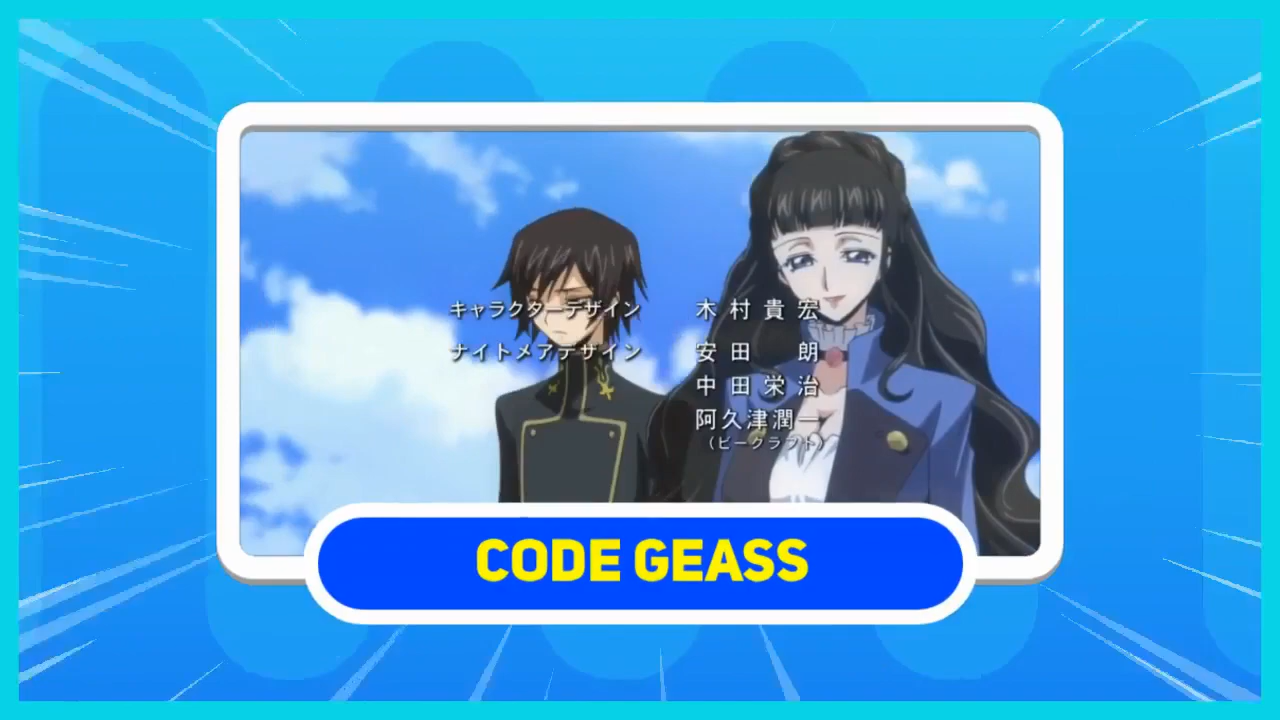 キャラクターデザイン 木村貴宏
ナイトメアデザイン 安田 朗
中田栄治
阿久津潤一
(ビークラフト)
CODE GEASS